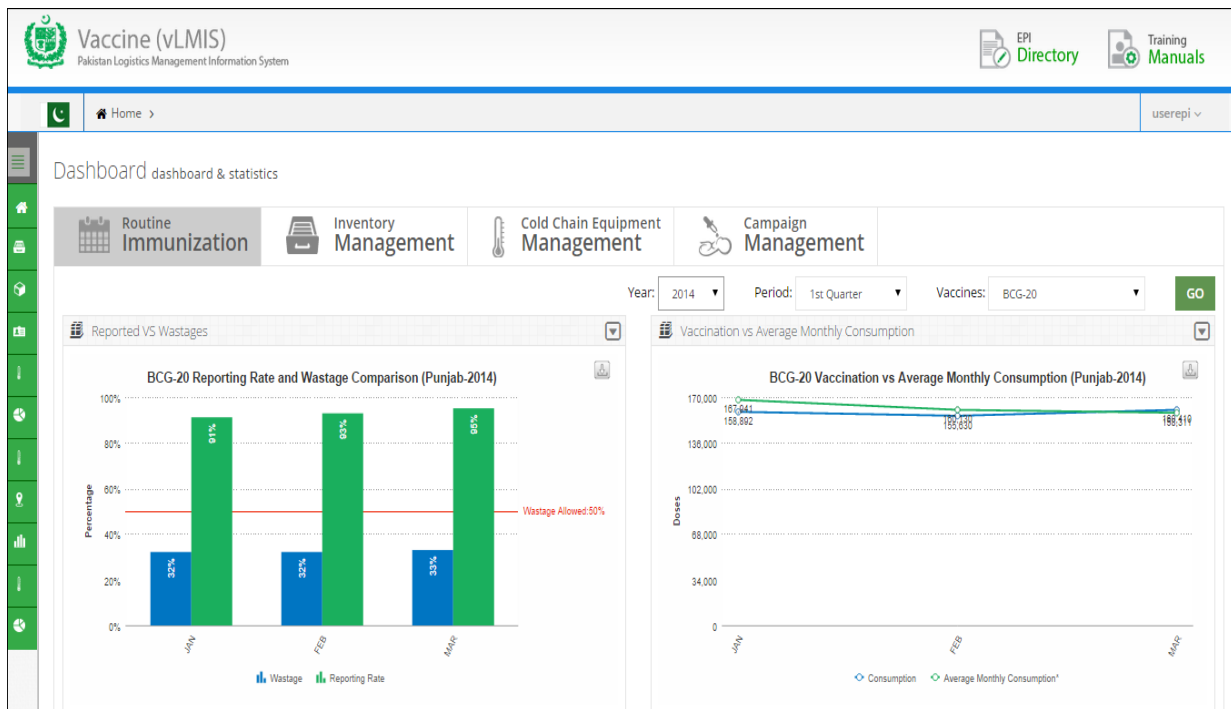 Vaccine (vLMIS)
Pakistan Logistics Management Information System
EPI
Directory
Training
Manuals
Home >
userepi
Dashboard dashboard & statistics
Routine
Immunization
Inventory
Management
Cold Chain Equipment
Management
Campaign
Management
Year: 2014 Period: 1st Quarter Vaccines: BCG-20 GO
Reported VS Wastages
BCG-20 Reporting Rate and Wastage Comparison (Punjab-2014)
Percentage
100%
80%
60%
40%
20%
0%
32%
91%
32%
93%
33%
95%
Wastage Allowed:50%
JAN
FEB
MAR
Wastage Reporting Rate
Vaccination vs Average Monthly Consumption
BCG-20 Vaccination vs Average Monthly Consumption (Punjab-2014)
Doses
170,000
136,000
102,000
68,000
34,000
0
158,892
JAN
FEB
MAR
Consumption Average Monthly Consumption*